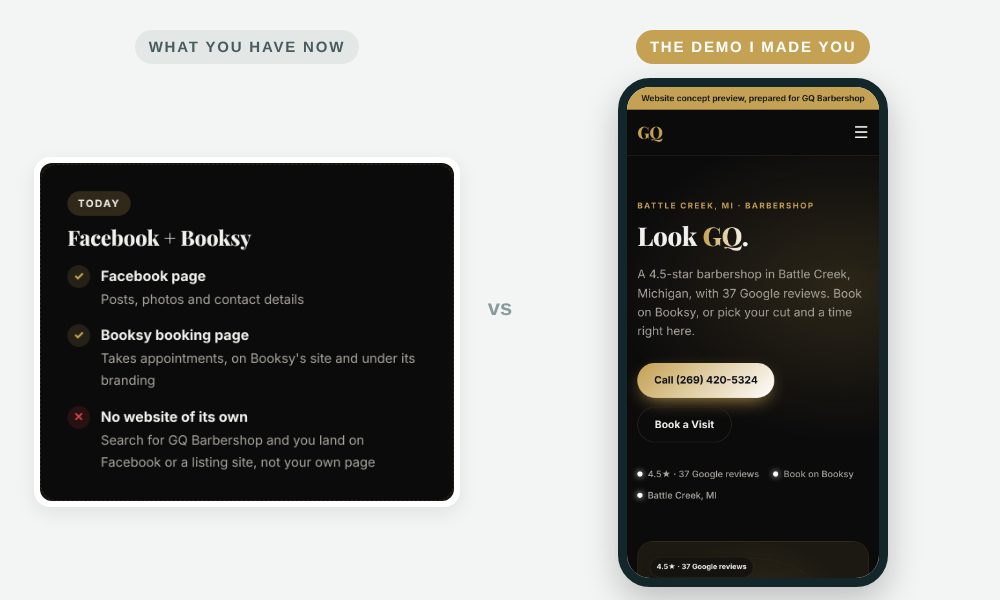 WHAT YOU HAVE NOW
TODAY
Facebook + Booksy
Facebook page
Posts, photos and contact details
Booksy booking page
Takes appointments, on Booksy's site and under its
branding
No website of its own
Search for GQ Barbershop and you land on
Facebook or a listing site, not your own page
vs
THE DEMO I MADE YOU
Website concept preview, prepared for GQ Barbershop
GQ
BATTLE CREEK, MI · BARBERSHOP
Look GQ.
A 4.5-star barbershop in Battle Creek,
Michigan, with 37 Google reviews. Book
on Booksy, or pick your cut and a time
right here.
Call (269) 420-5324
Book a Visit
4.5★ · 37 Google reviews
Book on Booksy
Battle Creek, MI
4.5★ · 37 Google reviews